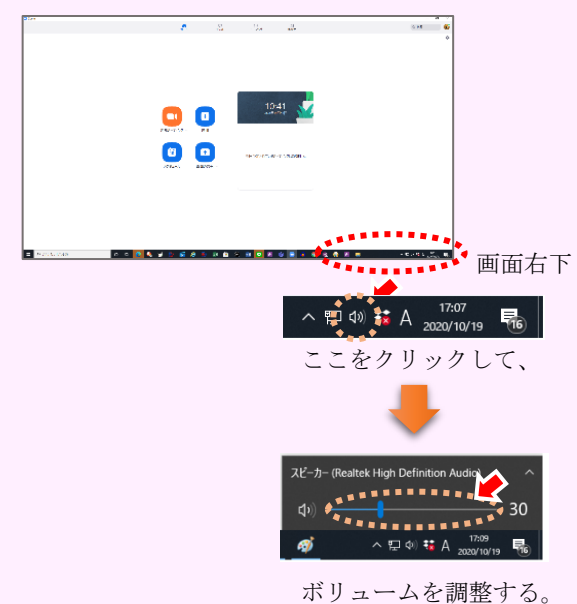 10:41
画面右下
A
17:07
2020/10/19
16
ここをクリックして、
スピーカー (Realtek High Definition Audio)
30
A
17:09
2020/10/19
16
ボリュームを調整する。